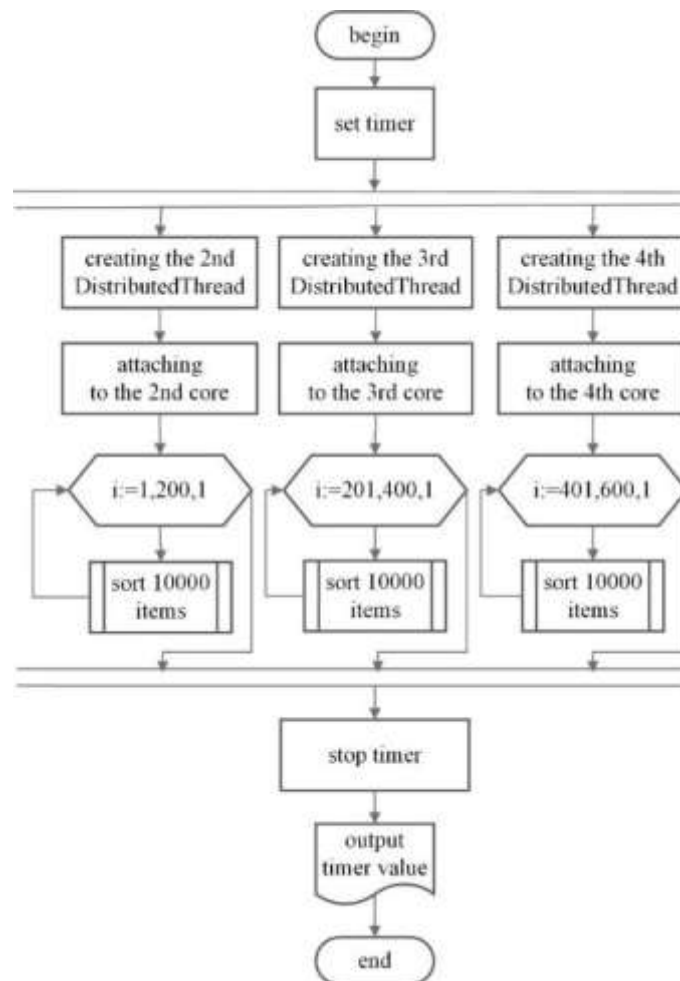 begin
set timer
creating the 2nd
DistributedThread
creating the 3rd
DistributedThread
creating the 4th
DistributedThread
attaching
to the 2nd core
attaching
to the 3rd core
attaching
to the 4th core
i:=1,200,1
i:=201,400,1
i:=401,600,1
sort 10000
items
sort 10000
items
sort 10000
items
stop timer
output
timer value
end